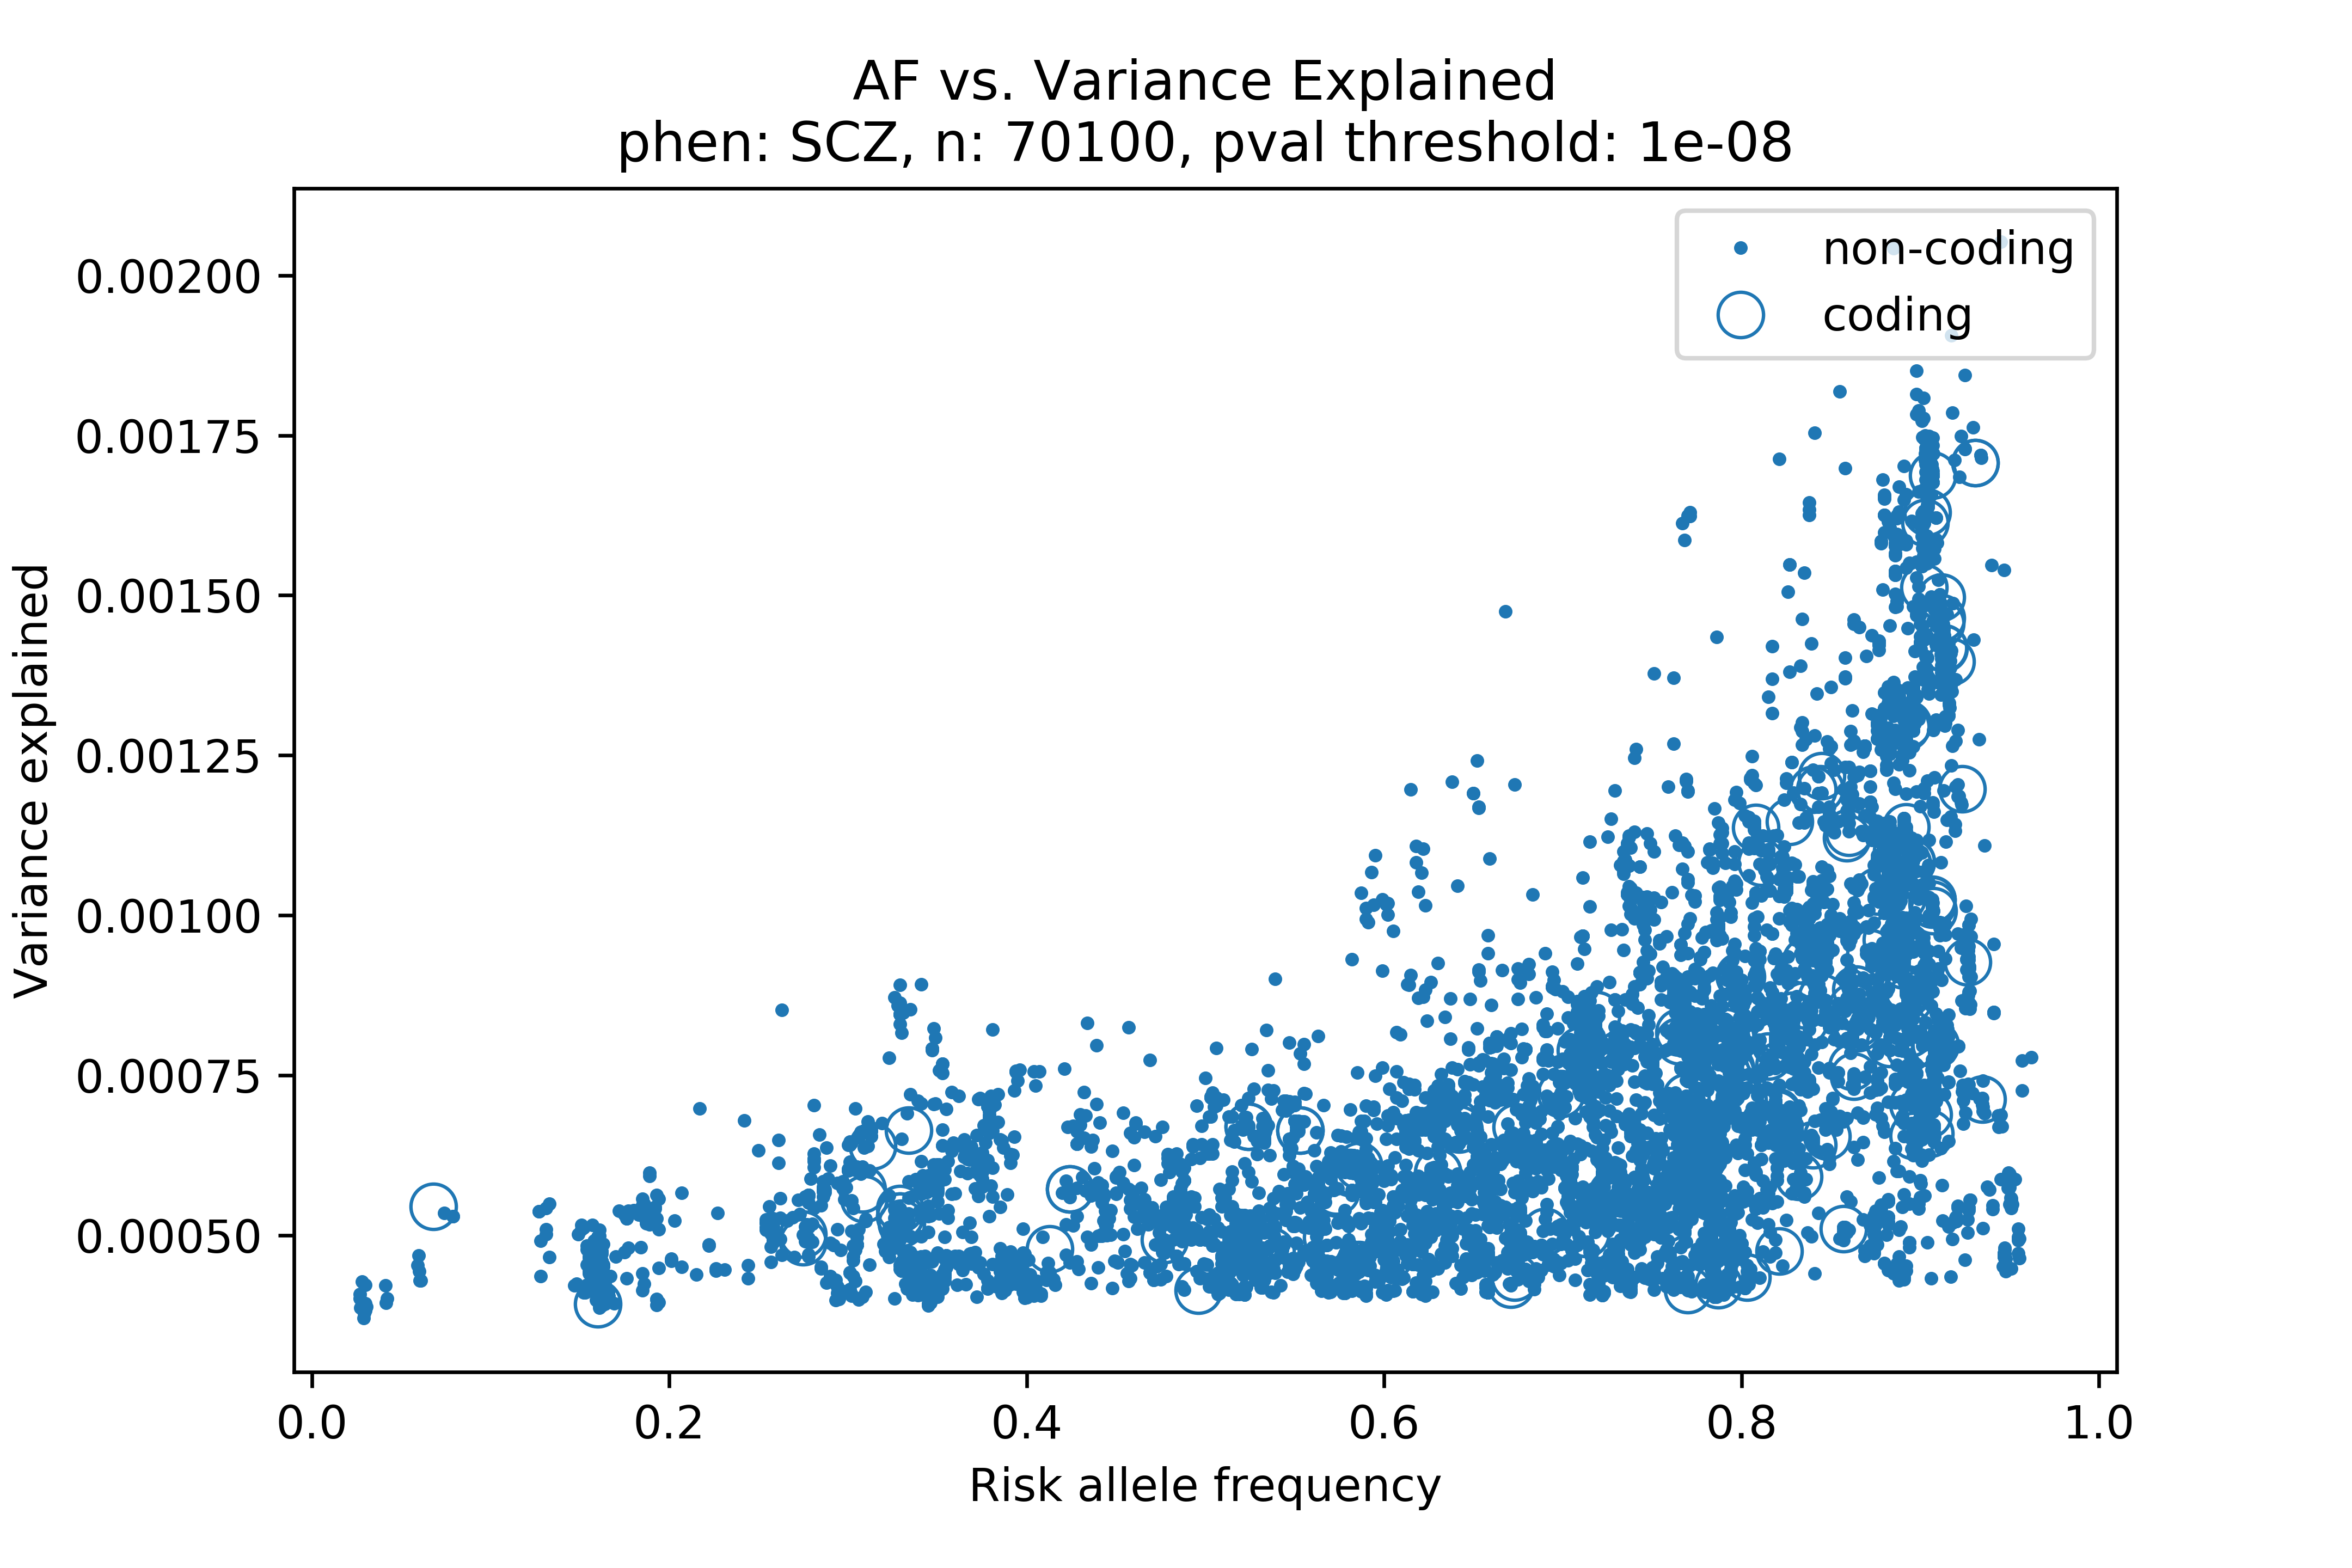 AF vs. Variance Explained
phen: SCZ, n: 70100, pval threshold: 1e-08
non-coding
coding
0.00200
0.00175
0.00150
0.00125
0.00100
0.00075
0.00050
Variance explained
0.0 0.2 0.4 0.6 0.8 1.0
Risk allele frequency